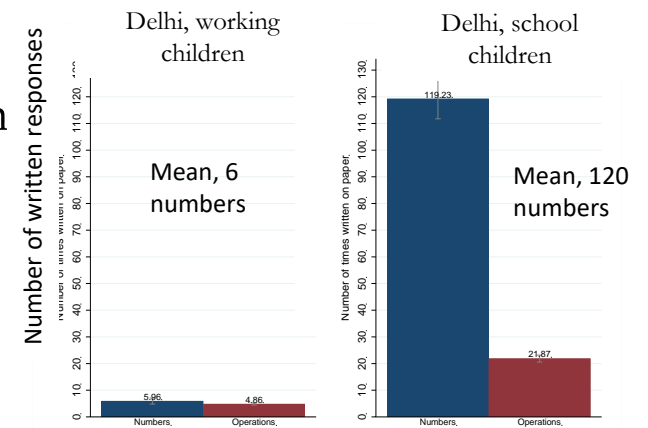 Delhi, working
children
Number of written responses
120.
110.
100.
90.
80.
70.
60.
50.
40.
30.
20.
10.
0.
Mean, 6
numbers
5.96.
4.86.
Numbers.
Operations.
Delhi, school
children
Number of times written on paper.
130.
120.
110.
100.
90.
80.
70.
60.
50.
40.
30.
20.
10.
0.
119.23.
Mean, 120
numbers
21.87.
Numbers.
Operations.